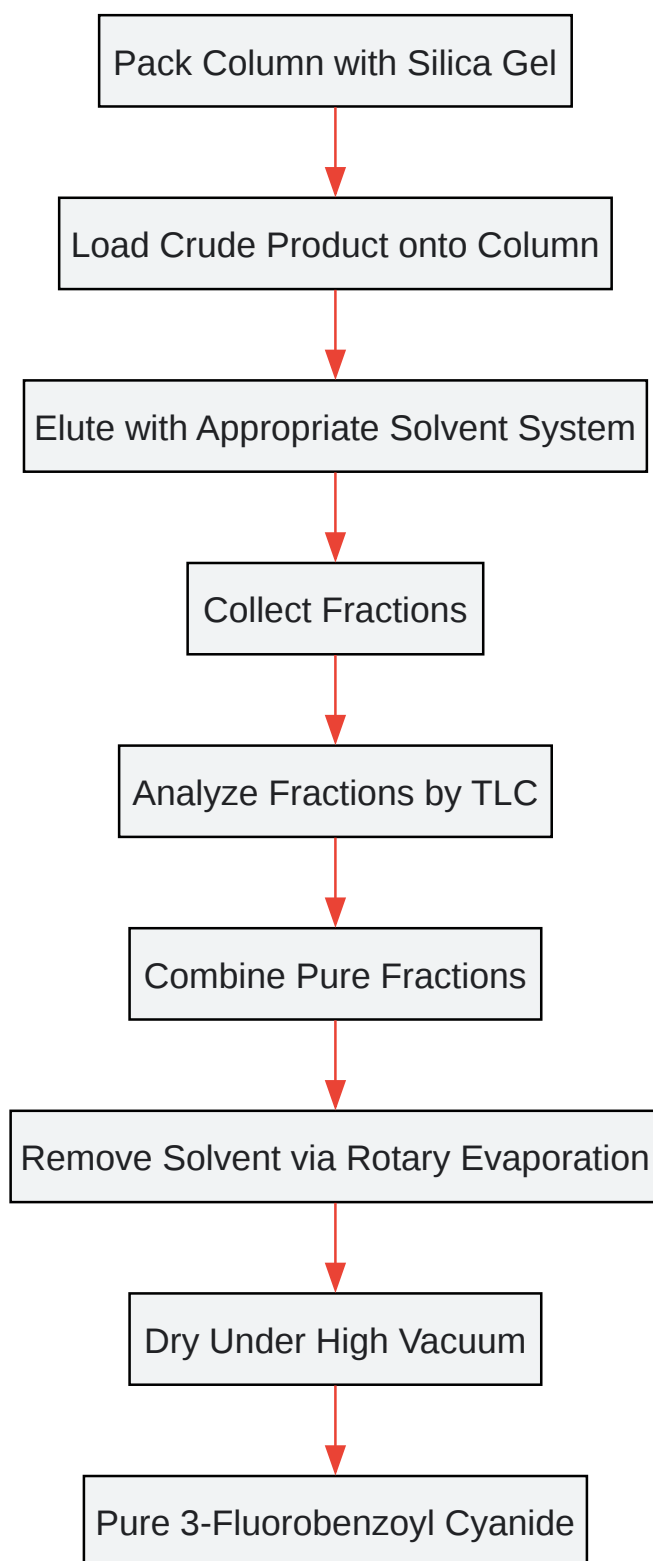 Pack Column with Silica Gel
Load Crude Product onto Column
Elute with Appropriate Solvent System
Collect Fractions
Analyze Fractions by TLC
Combine Pure Fractions
Remove Solvent via Rotary Evaporation
Dry Under High Vacuum
Pure 3-Fluorobenzoyl Cyanide